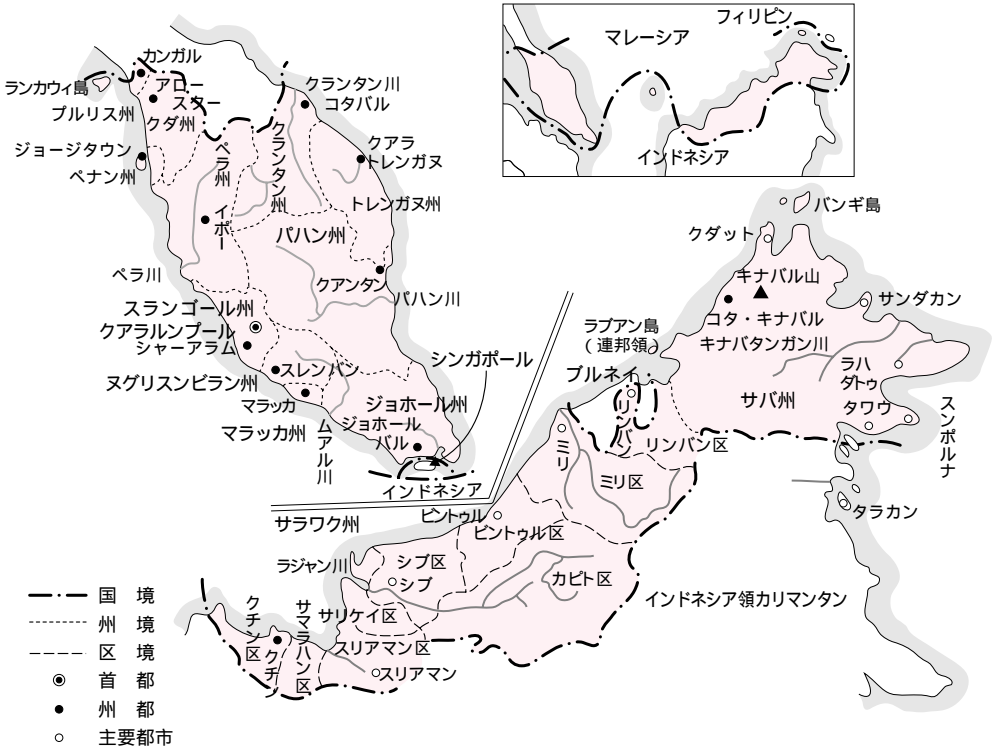 カンガル
ランカウイ島
アロー
スター
プルリス州
クダ州
ジョージタウン
ペナン州
ペラ州
クランタン州
クランタン川
コタバル
クアラ
トレンガヌ
トレンガヌ州
イポー
パハン州
クアンタン
ペラ川
パハン川
スランゴール州
クアラルンプール
シャーアラム
スレンバン
ヌグリスンビラン州
マラッカ
マラッカ州
ムアル川
ジョホール州
ジョホール
バル
シンガポール
インドネシア
フィリピン
マレーシア
インドネシア
バンギ島
クダット
キナバル山
サンダカン
コタ・キナバル
キナバタンガン川
ラブアン島
(連邦領)
ブルネイ
ラハ
ダトゥ
サバ州
タワウ
スンポルナ
リンバン
リンバン区
ミリ
ミリ区
タラカン
サラワク州
ビントゥル
ビントゥル区
ラジャン川
シブ区
シブ
カピト区
サリケイ区
インドネシア領カリマンタン
クチン区
クチン
サマラハン区
スリアマン区
スリアマン
国 境
州 境
区 境
首 都
州 都
主要都市